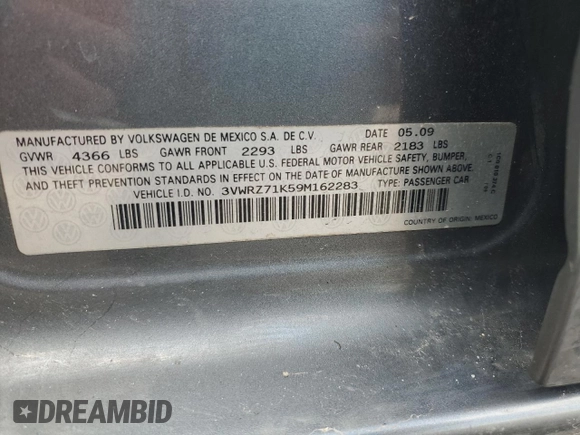 MANUFACTURED BY VOLKSWAGEN DE MEXICO S.A. DE C.V. DATE 05.09
GVWR 4366 LBS GAWR FRONT 2293 LBS GAWR REAR 2183 LBS
THIS VEHICLE CONFORMS TO ALL APPLICABLE U.S. FEDERAL MOTOR VEHICLE SAFETY, BUMPER,
AND THEFT PREVENTION STANDARDS IN EFFECT ON THE DATE OF MANUFACTURE SHOWN ABOVE.
VEHICLE I.D. NO.: 3VWRZ71K59M162283 TYPE: PASSENGER CAR
COUNTRY OF ORIGIN: MEXICO
DREAMBID